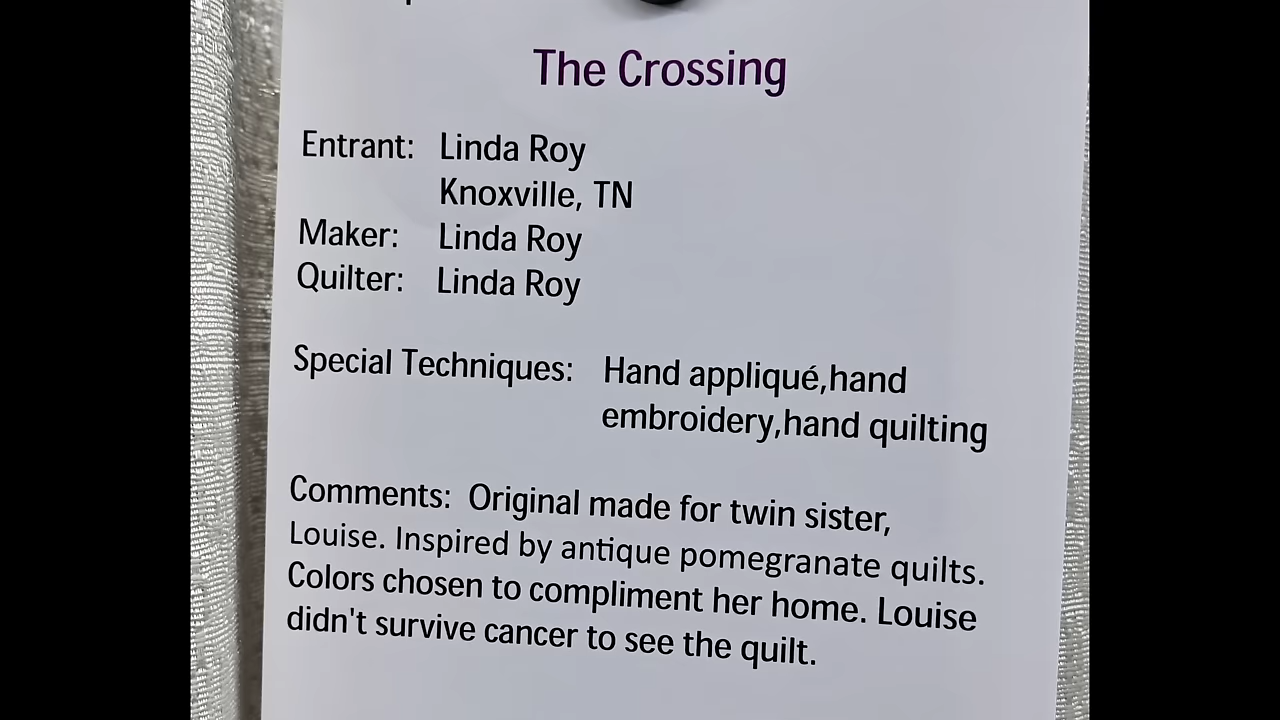 The Crossing
Entrant: Linda Roy
Knoxville, TN
Maker: Linda Roy
Quilter: Linda Roy
Special Techniques: Hand appliqué,hand
embroidery,hand quilting
Comments: Original made for twin sister,
Louise. Inspired by antique pomegranate quilts.
Colors chosen to compliment her home. Louise
didn't survive cancer to see the quilt.